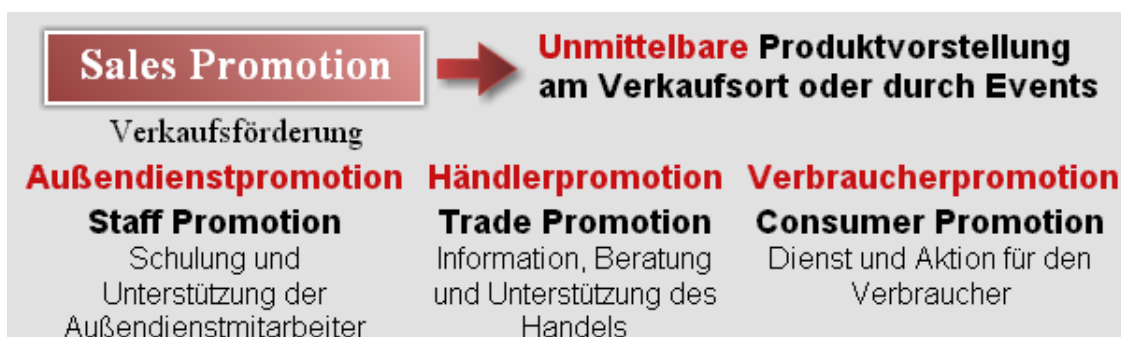 Sales Promotion
Unmittelbare Produktvorstellung
am Verkaufsort oder durch Events
Verkaufsförderung
Außendienstpromotion
Staff Promotion
Schulung und
Unterstützung der
Außendienstmitarbeiter
Händlerpromotion
Trade Promotion
Information, Beratung
und Unterstützung des
Handels
Verbraucherpromotion
Consumer Promotion
Dienst und Aktion für den
Verbraucher